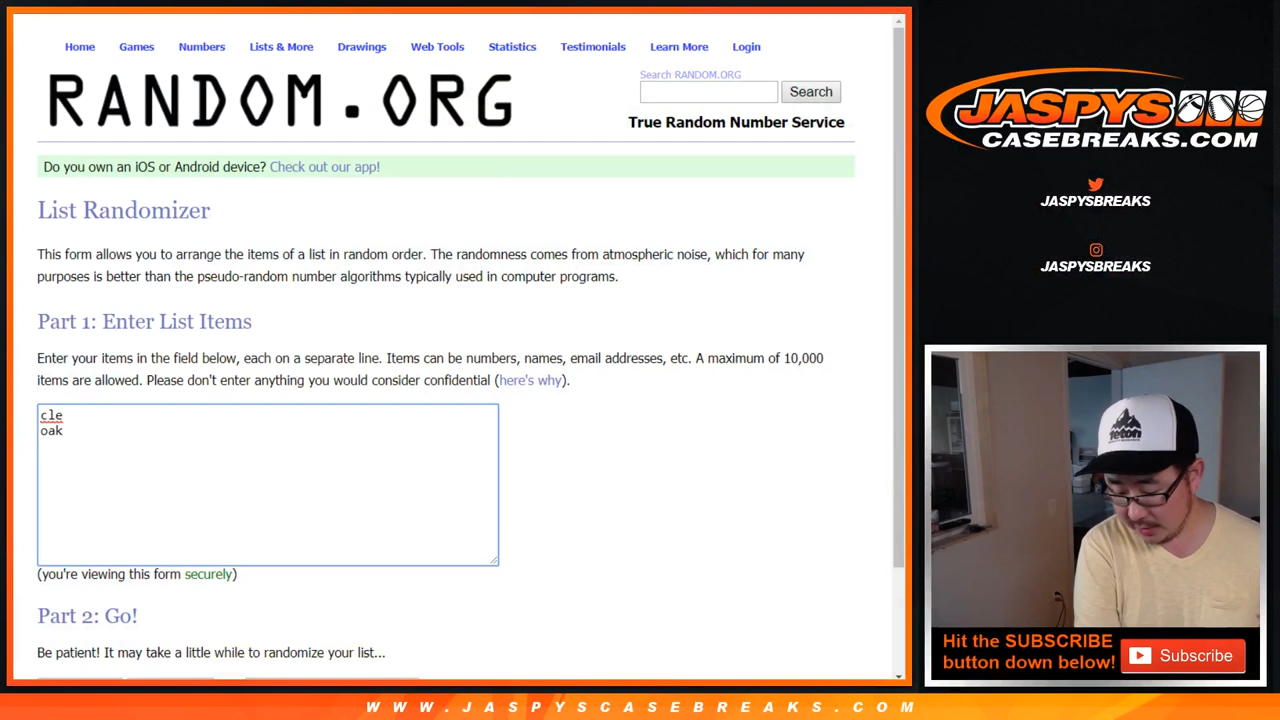 Home Games Numbers Lists & More Drawings Web Tools Statistics Testimonials Learn More Login
RANDOM.ORG
Search RANDOM.ORG
Search
True Random Number Service
Do you own an iOS or Android device? Check out our app!
List Randomizer
This form allows you to arrange the items of a list in random order. The randomness comes from atmospheric noise, which for many
purposes is better than the pseudo-random number algorithms typically used in computer programs.
Part 1: Enter List Items
Enter your items in the field below, each on a separate line. Items can be numbers, names, email addresses, etc. A maximum of 10,000
items are allowed. Please don't enter anything you would consider confidential (here's why).
cle
oak
(you're viewing this form securely)
Part 2: Go!
Be patient! It may take a little while to randomize your list...
JASPYS
CASEBREAKS.COM
JASPYSBREAKS
JASPYSBREAKS
teton
Hit the SUBSCRIBE
button down below!
Subscribe
WWW.JASPYSCASEBREAKS.COM